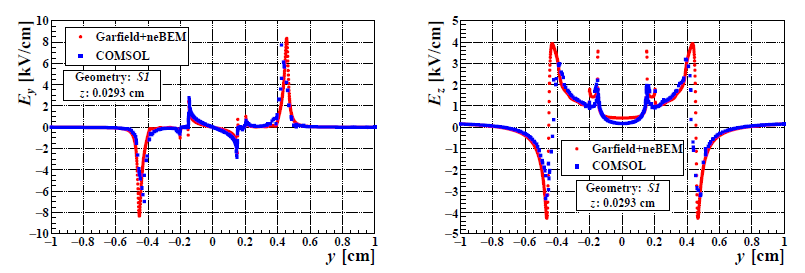 E_y [kV/cm]
10
8
6
4
2
0
−2
−4
−6
−8
−10
Garfield+neBEM
COMSOL
Geometry: S1
z: 0.0293 cm
−1 −0.8 −0.6 −0.4 −0.2 0 0.2 0.4 0.6 0.8 1
y [cm]
E_z [kV/cm]
5
4
3
2
1
0
−1
−2
−3
−4
−5
Garfield+neBEM
COMSOL
Geometry: S1
z: 0.0293 cm
−1 −0.8 −0.6 −0.4 −0.2 0 0.2 0.4 0.6 0.8 1
y [cm]